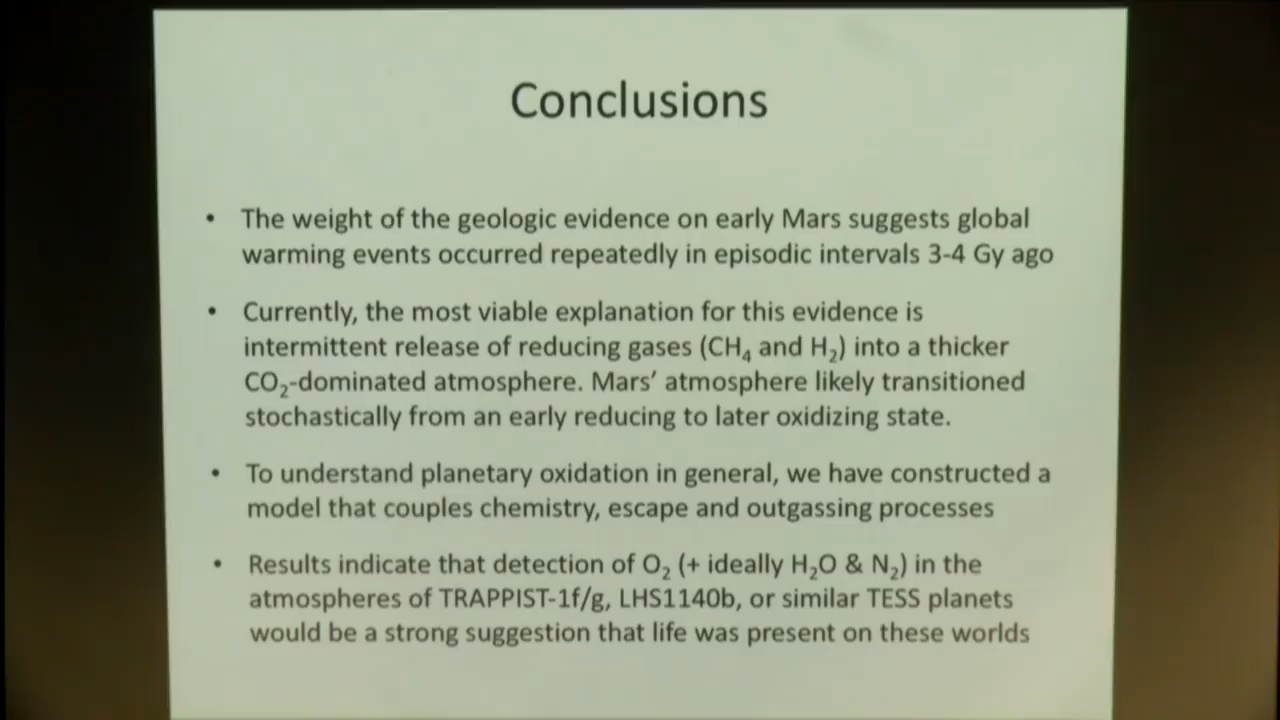 Conclusions
• The weight of the geologic evidence on early Mars suggests global
warming events occurred repeatedly in episodic intervals 3-4 Gy ago
• Currently, the most viable explanation for this evidence is
intermittent release of reducing gases (CH₄ and H₂) into a thicker
CO₂-dominated atmosphere. Mars’ atmosphere likely transitioned
stochastically from an early reducing to later oxidizing state.
• To understand planetary oxidation in general, we have constructed a
model that couples chemistry, escape and outgassing processes
• Results indicate that detection of O₂ (+ ideally H₂O & N₂) in the
atmospheres of TRAPPIST-1f/g, LHS1140b, or similar TESS planets
would be a strong suggestion that life was present on these worlds